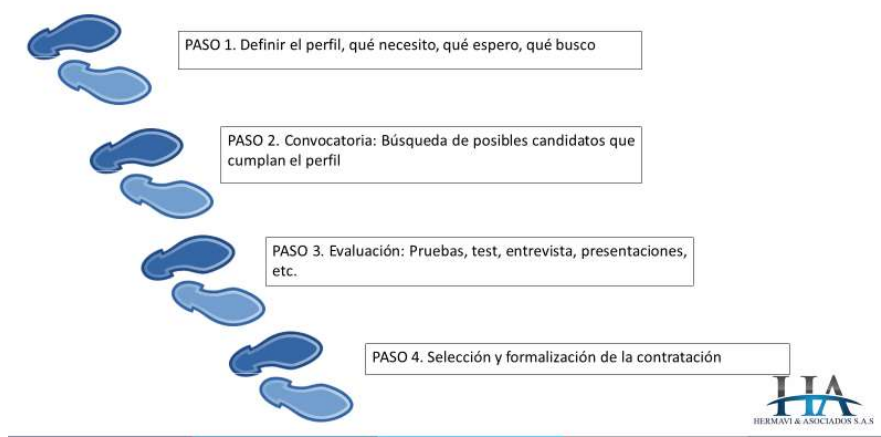 PASO 1. Definir el perfil, qué necesito, qué espero, qué busco
PASO 2. Convocatoria: Búsqueda de posibles candidatos que
cumplan el perfil
PASO 3. Evaluación: Pruebas, test, entrevista, presentaciones,
etc.
PASO 4. Selección y formalización de la contratación
HA
HERMAVI & ASOCIADOS S.A.S